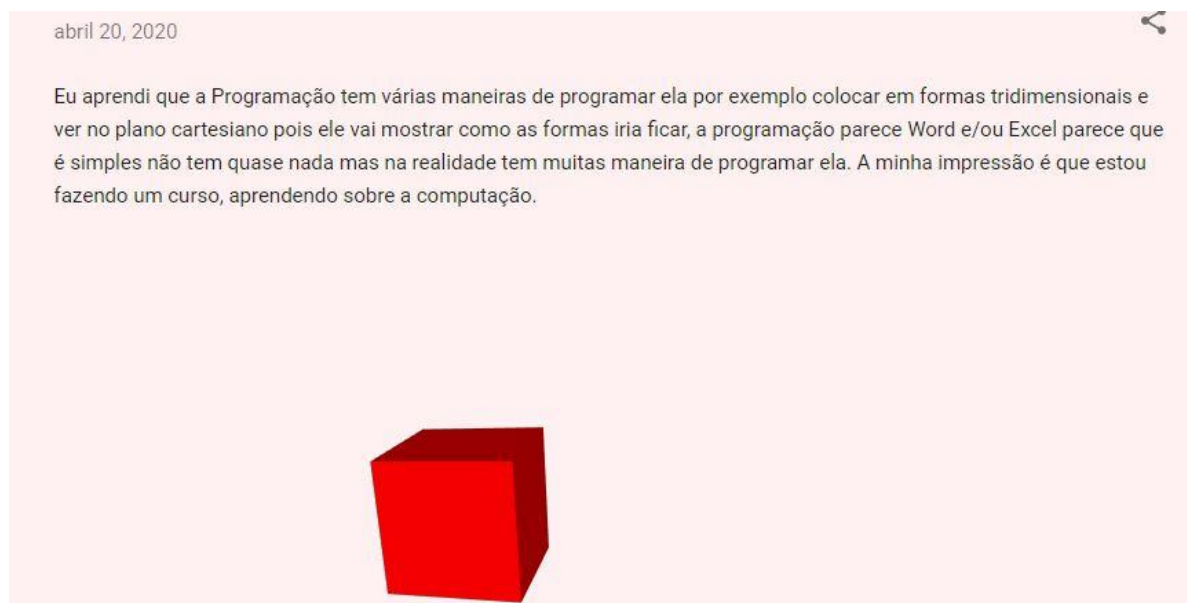 abril 20, 2020
Eu aprendi que a Programação tem várias maneiras de programar ela por exemplo colocar em formas tridimensionais e
ver no plano cartesiano pois ele vai mostrar como as formas iria ficar, a programação parece Word e/ou Excel parece que
é simples não tem quase nada mas na realidade tem muitas maneira de programar ela. A minha impressão é que estou
fazendo um curso, aprendendo sobre a computação.